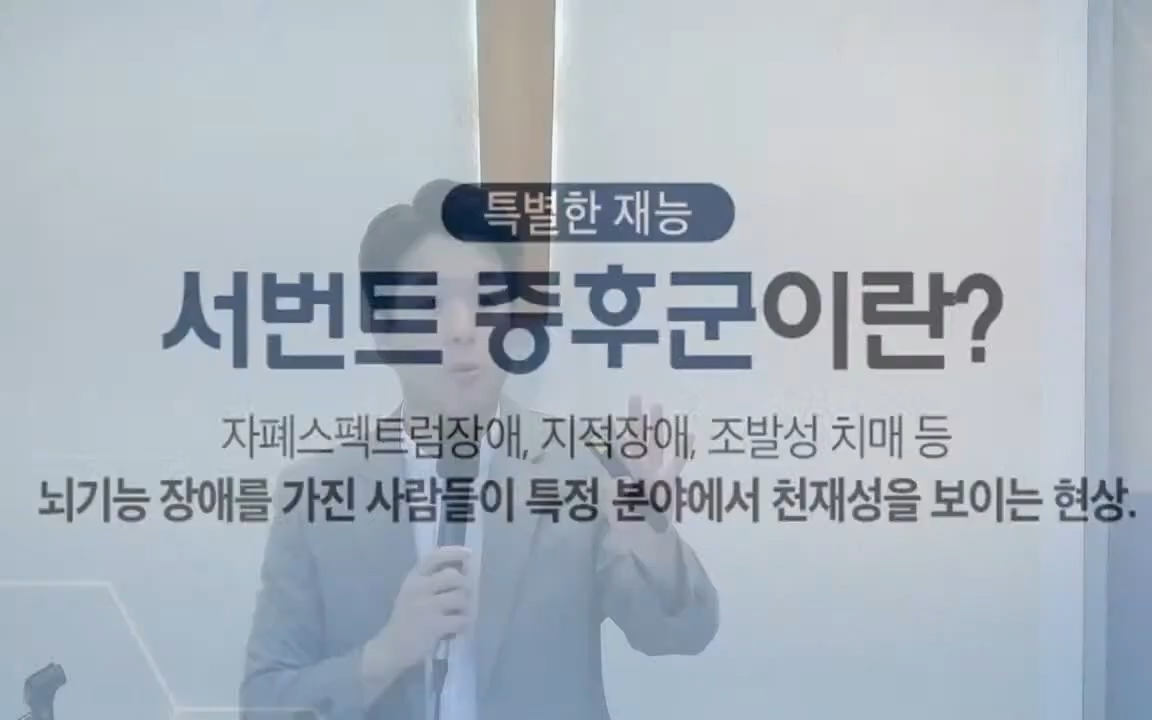 특별한 재능
서번트 증후군이란?
자폐스펙트럼장애, 지적장애, 조발성 치매 등
뇌기능 장애를 가진 사람들이 특정 분야에서 천재성을 보이는 현상.